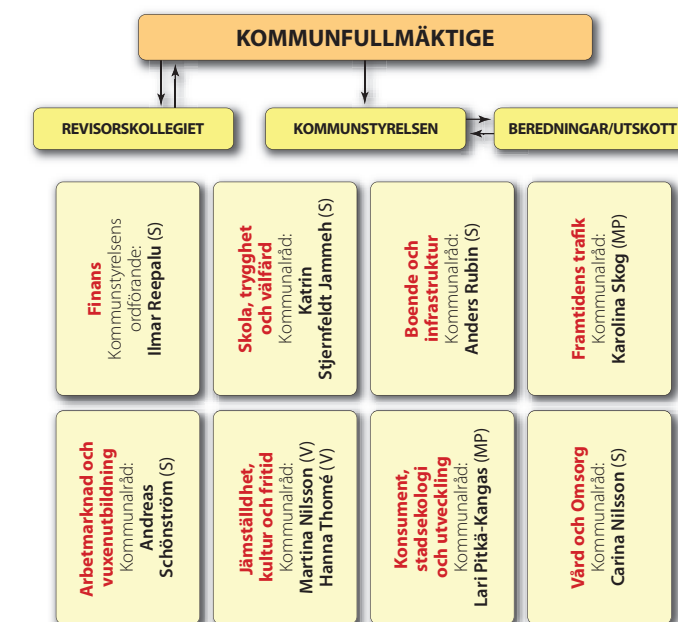 KOMMUNFULLMÄKTIGE
REVISORSKOLLEGIET
KOMMUNSTYRELSEN
BEREDNINGAR/UTSKOTT
Finans
Kommunstyrelsens
ordförande:
Ilmar Reepalu (S)
Skola, trygghet
och välfärd
Kommunalråd:
Katrin
Stjernfeldt Jammeh (S)
Boende och
infrastruktur
Kommunalråd:
Anders Rubin (S)
Framtidens trafik
Kommunalråd:
Karolina Skog (MP)
Arbetmarknad och
vuxenutbildning
Kommunalråd:
Andreas
Schönström (S)
Jämställdhet,
kultur och fritid
Kommunalråd:
Martina Nilsson (V)
Hanna Thomé (V)
Konsument,
stadsekologi
och utveckling
Kommunalråd:
Lari Pitkä-Kangas (MP)
Vård och Omsorg
Kommunalråd:
Carina Nilsson (S)